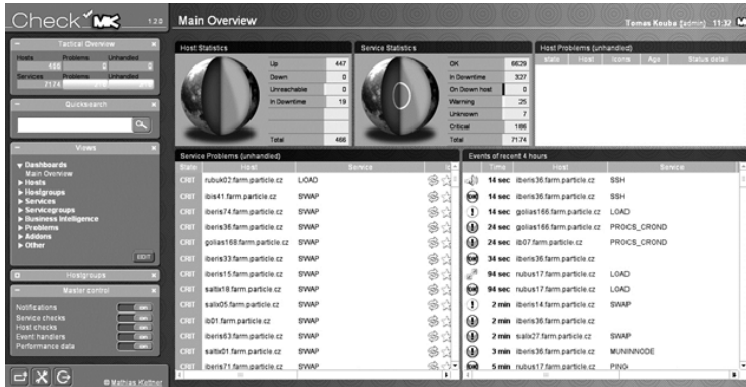 Check MK 1.2.0
Main Overview
Tomas Kouba (admin) 11:32
Tactical Overview
Hosts Problems: Unhandled
466 0 0
Services Problems: Unhandled
7174
Quicksearch
Views
Dashboards
Main Overview
Hosts
Hostgroups
Services
Servicegroups
Business Intelligence
Problems
Addons
Other
EDIT
Hostgroups
Master control
Notifications on
Service checks on
Host checks on
Event handlers on
Performance data on
© Mathias Kettner
Host Statistics
Up 447
Down 0
Unreachable 0
In Downtime 19
Total 466
Service Statistics
OK 6629
In Downtime 327
On Down host 0
Warning 25
Unknown 7
Critical 186
Total 7174
Host Problems (unhandled)
state Host Icons Age Status detail
Service Problems (unhandled)
State Host Service
CRIT rubuk02.farm.particle.cz LOAD
CRIT ibis41.farm.particle.cz SWAP
CRIT iberis74.farm.particle.cz SWAP
CRIT iberis36.farm.particle.cz SWAP
CRIT golias168.farm.particle.cz SWAP
CRIT iberis33.farm.particle.cz SWAP
CRIT iberis15.farm.particle.cz SWAP
CRIT saltix18.farm.particle.cz SWAP
CRIT salix05.farm.particle.cz SWAP
CRIT ib01.farm.particle.cz SWAP
CRIT iberis63.farm.particle.cz SWAP
CRIT saltix01.farm.particle.cz SWAP
CRIT iberis71.farm.particle.cz SWAP
Events of recent 4 hours
Time Host Service
14 sec iberis36.farm.particle.cz SSH
14 sec iberis36.farm.particle.cz SSH
14 sec golias166.farm.particle.cz LOAD
24 sec golias166.farm.particle.cz PROCS_CROND
24 sec ib07.farm.particle.cz PROCS_CROND
34 sec iberis36.farm.particle.cz
94 sec nubus17.farm.particle.cz LOAD
94 sec nubus17.farm.particle.cz LOAD
2 min iberis14.farm.particle.cz SWAP
2 min iberis36.farm.particle.cz
2 min salix27.farm.particle.cz SWAP
3 min iberis36.farm.particle.cz MUNINNODE
5 min nubus17.farm.particle.cz PING